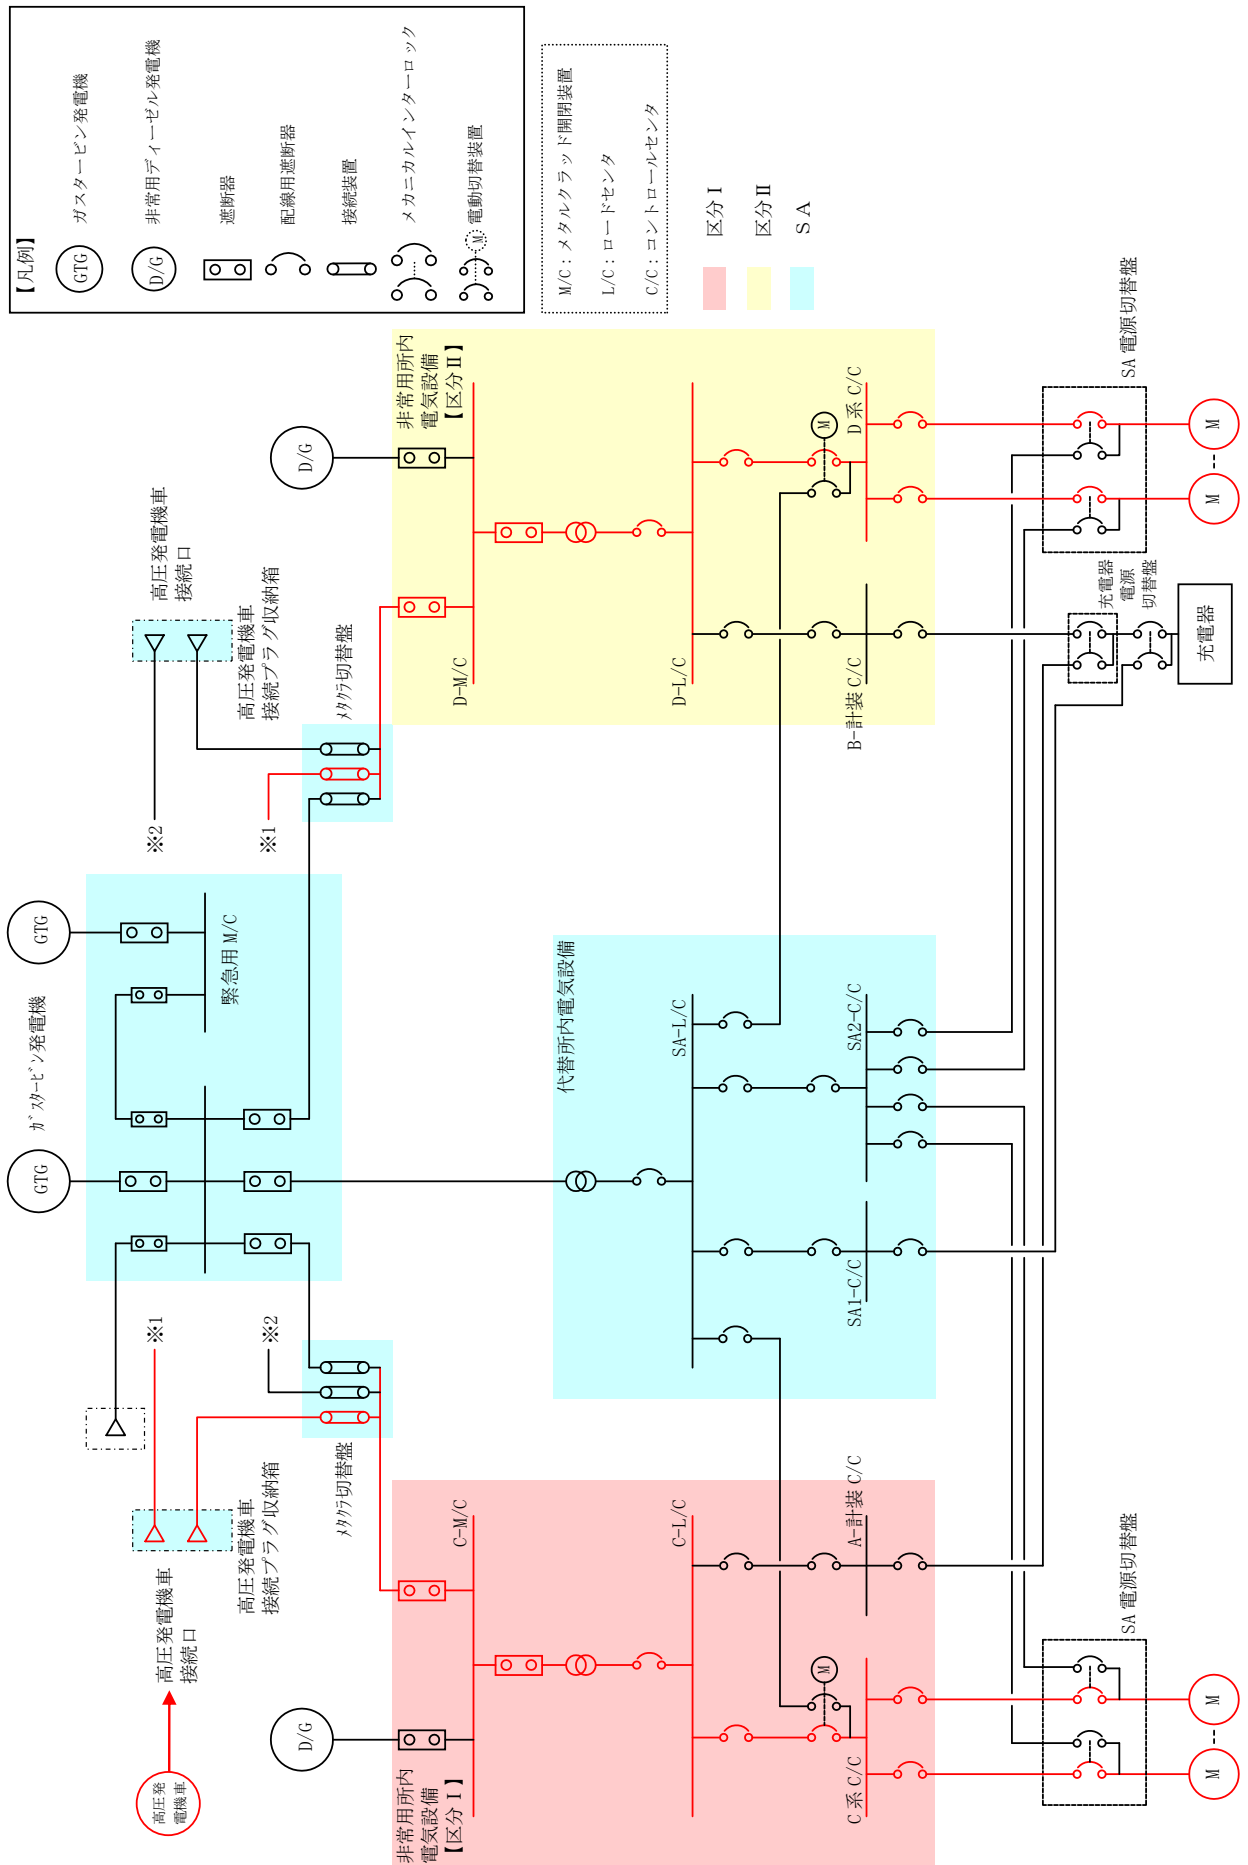 【凡例】
GTG
ガスタービン発電機
D/G
非常用ディーゼル発電機
遮断器
配線用遮断器
接続装置
メカニカルインターロック
M
電動切替装置
M/C：メタルクラッド開閉装置
L/C：ロードセンタ
C/C：コントロールセンタ
区分Ⅰ
区分Ⅱ
ＳＡ
高圧発
電機車
高圧発電機車
接続口
高圧発電機車
接続プラグ収納箱
※1
※2
ﾒﾀｸﾗ切替盤
GTG
ｶﾞｽﾀｰﾋﾞﾝ発電機
GTG
緊急用 M/C
※2
※1
高圧発電機車
接続口
高圧発電機車
接続プラグ収納箱
ﾒﾀｸﾗ切替盤
D/G
非常用所内
電気設備
【区分Ⅰ】
C-M/C
C-L/C
C 系 C/C
M
A-計装 C/C
代替所内電気設備
SA-L/C
SA1-C/C
SA2-C/C
D/G
非常用所内
電気設備
【区分Ⅱ】
D-M/C
D-L/C
B-計装 C/C
M
D 系 C/C
SA 電源切替盤
M
M
充電器
電源
切替盤
充電器
SA 電源切替盤
M
M